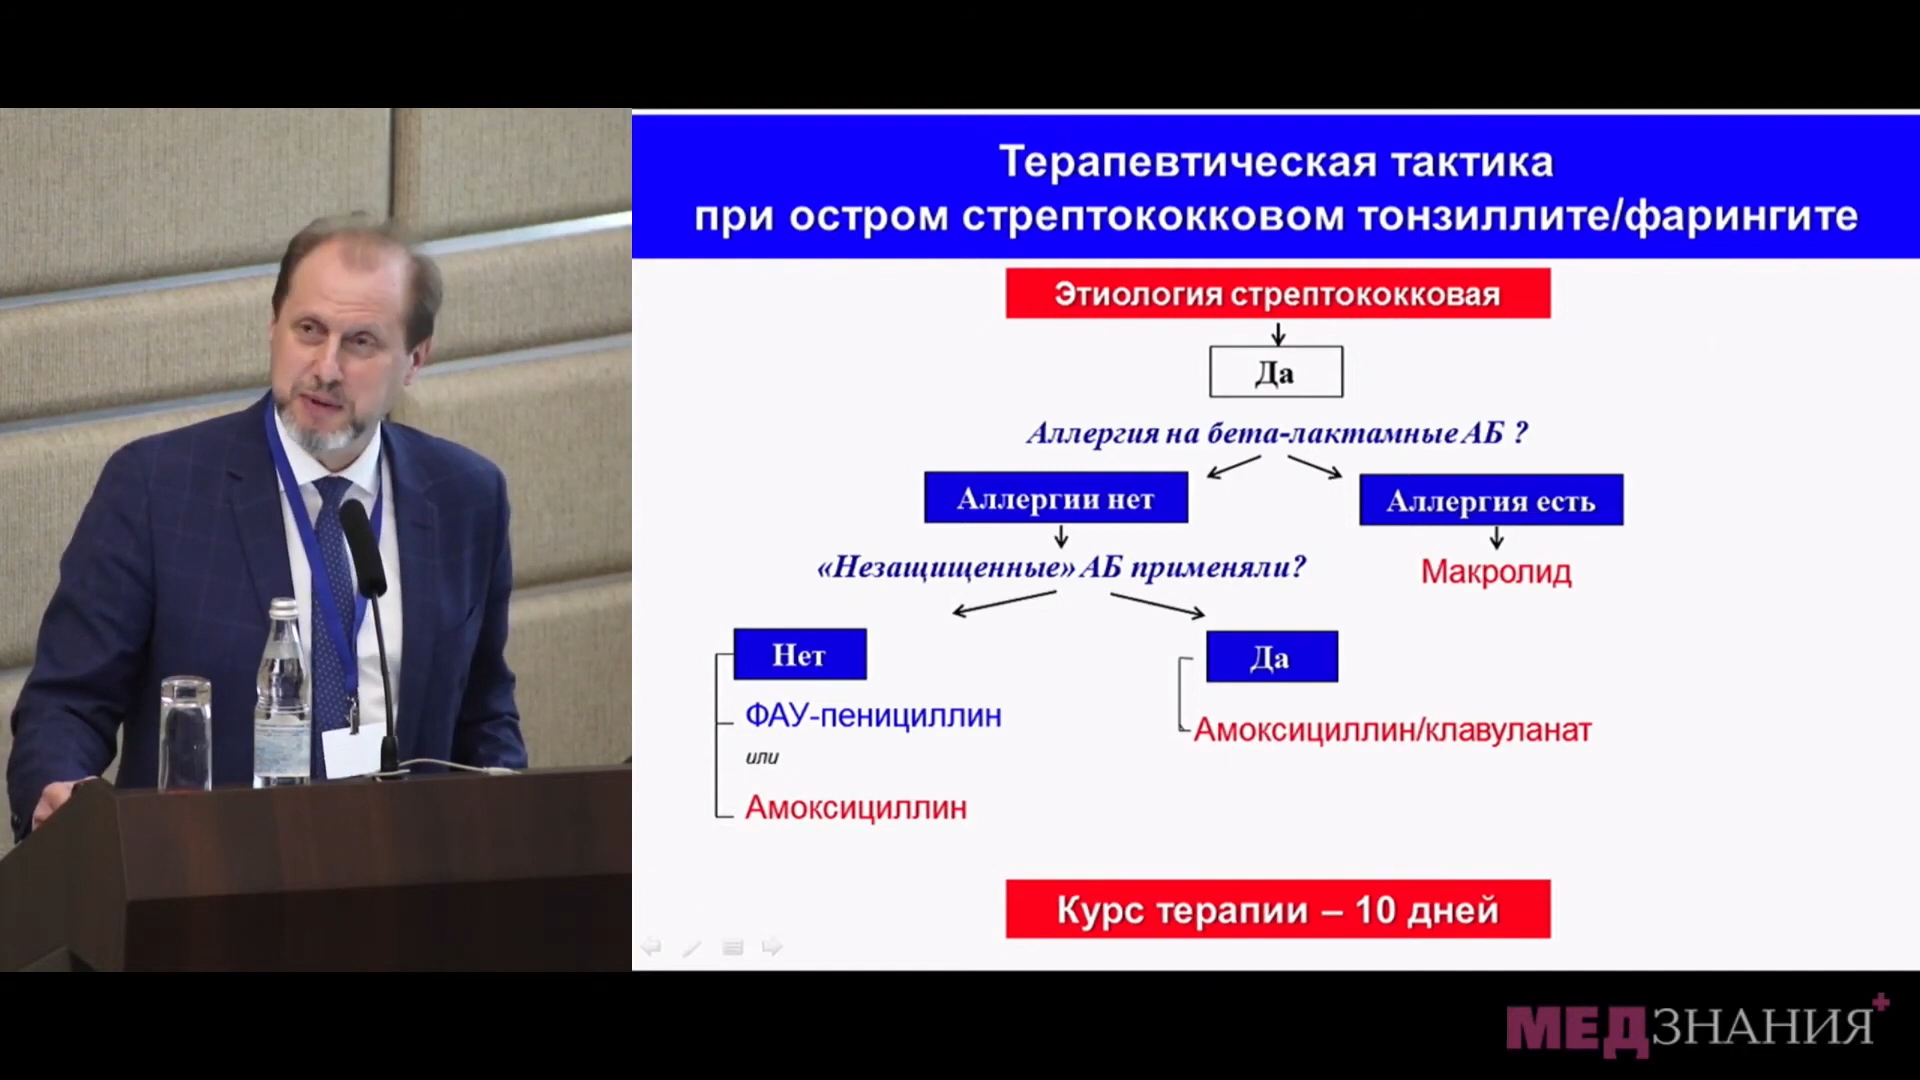 Терапевтическая тактика
при остром стрептококковом тонзиллите/фарингите
Этиология стрептококковая
Да
Аллергия на бета-лактамные АБ ?
Аллергии нет
Аллергия есть
«Незащищенные» АБ применяли?
Макролид
Нет
Да
ФАУ-пенициллин
или
Амоксициллин
Амоксициллин/клавуланат
Курс терапии – 10 дней
МЕДЗНАНИЯ+